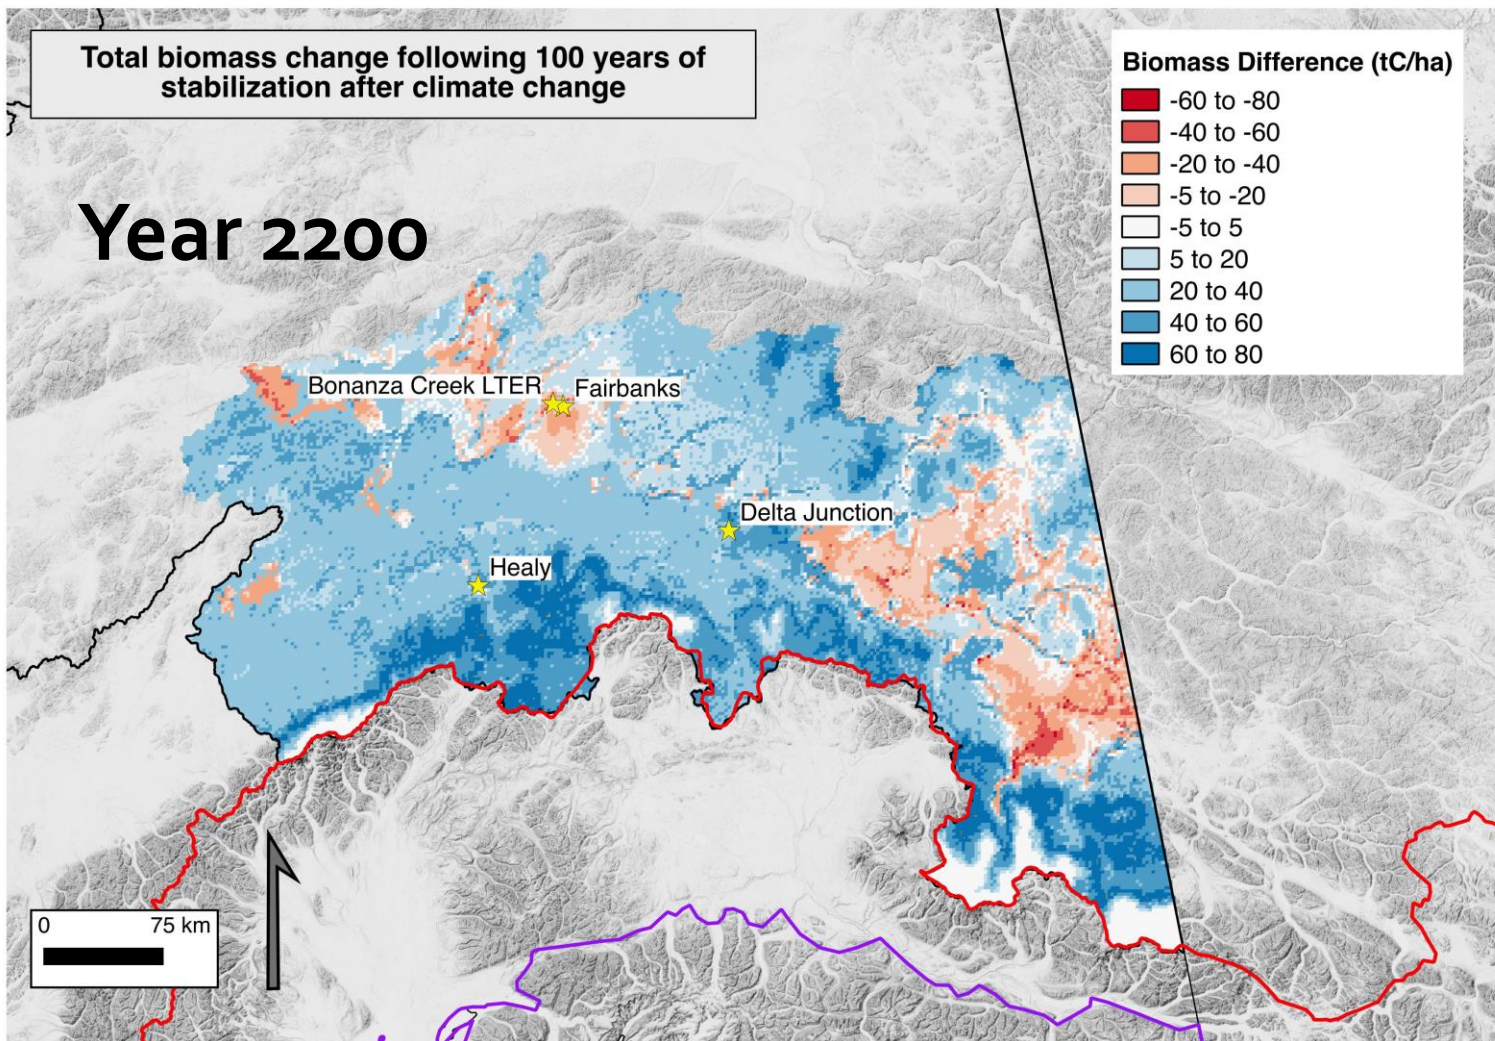 Total biomass change following 100 years of
stabilization after climate change
Biomass Difference (tC/ha)
-60 to -80
-40 to -60
-20 to -40
-5 to -20
-5 to 5
5 to 20
20 to 40
40 to 60
60 to 80
Year 2200
Bonanza Creek LTER
Fairbanks
Delta Junction
Healy
0 75 km